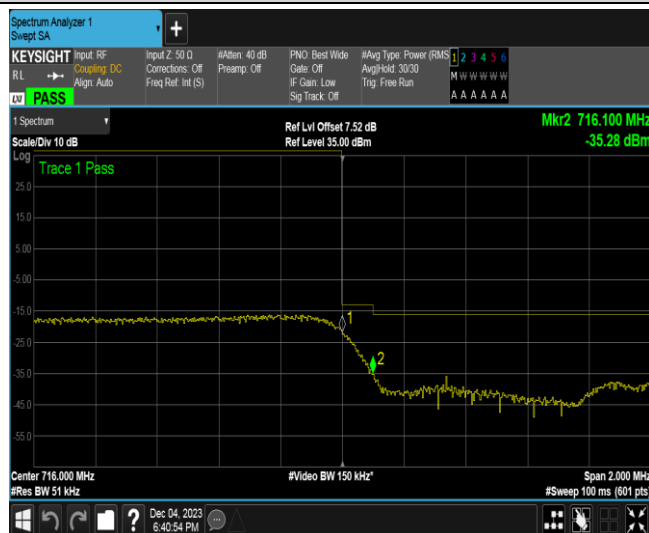 Spectrum Analyzer 1
Swept SA
+
KEYSIGHT
RL
LXI PASS
Input: RF
Coupling: DC
Align: Auto
Input Z: 50 Ω
Corrections: Off
Freq Ref: Int (S)
#Atten: 40 dB
Preamp: Off
PNO: Best Wide
Gate: Off
IF Gain: Low
Sig Track: Off
#Avg Type: Power (RMS
Avg|Hold: 30/30
Trig: Free Run
1 2 3 4 5 6
M W W W W W
A A A A A A
1 Spectrum
Scale/Div 10 dB
Ref Lvl Offset 7.52 dB
Ref Level 35.00 dBm
Mkr2 716.100 MHz
-35.28 dBm
Log
Trace 1 Pass
25.0
15.0
5.00
-5.00
-15.0
-25.0
-35.0
-45.0
-55.0
1
2
Center 716.000 MHz
#Res BW 51 kHz
#Video BW 150 kHz*
Span 2.000 MHz
#Sweep 100 ms (601 pts)
?
Dec 04, 2023
6:40:54 PM